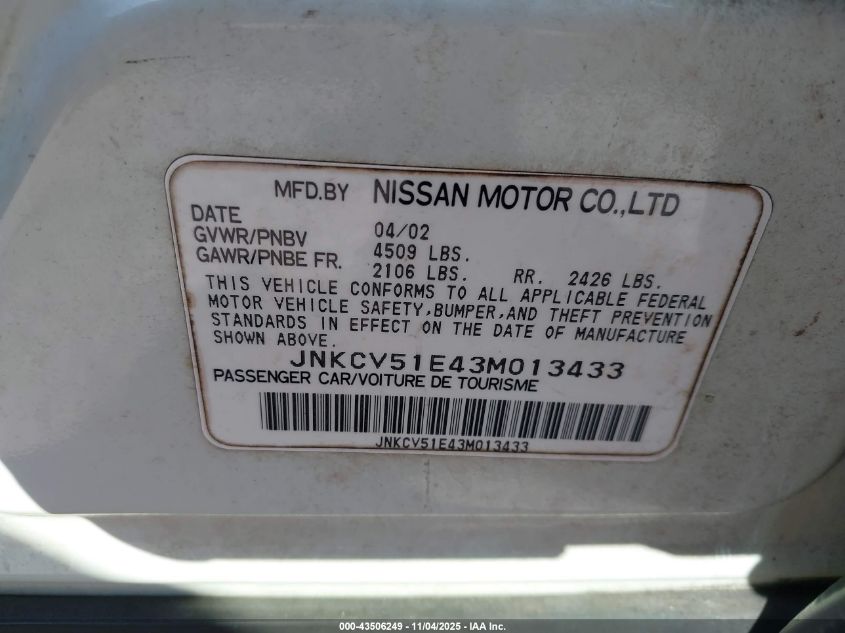 MFD.BY NISSAN MOTOR CO.,LTD
DATE 04/02
GVWR/PNBV 4509 LBS.
GAWR/PNBE FR. 2106 LBS. RR. 2426 LBS.
THIS VEHICLE CONFORMS TO ALL APPLICABLE FEDERAL
MOTOR VEHICLE SAFETY,BUMPER,AND THEFT PREVENTION
STANDARDS IN EFFECT ON THE DATE OF MANUFACTURE
SHOWN ABOVE.
JNKCV51E43M013433
PASSENGER CAR/VOITURE DE TOURISME
JNKCV51E43M013433
000-43506249 - 11/04/2025 - IAA Inc.